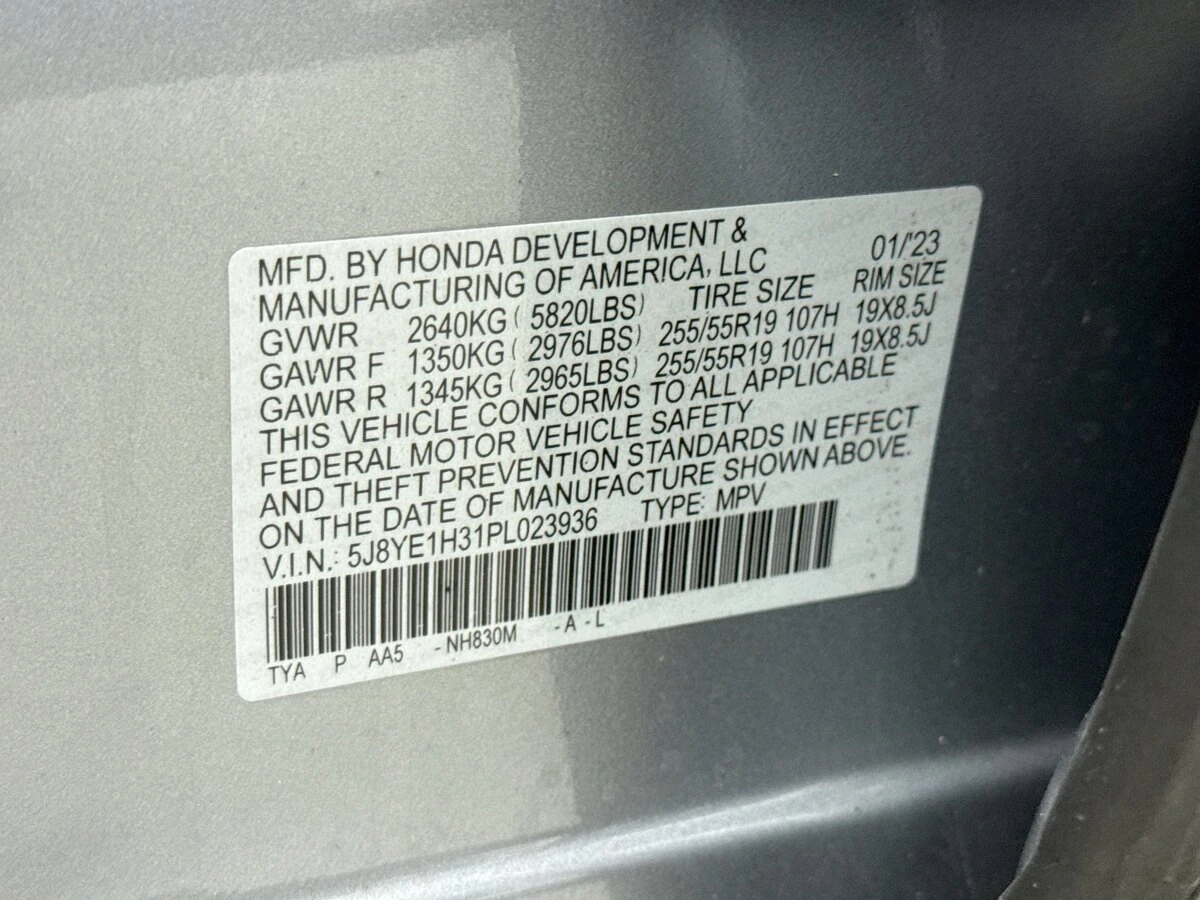 MFD. BY HONDA DEVELOPMENT & 01/'23
MANUFACTURING OF AMERICA, LLC
GVWR 2640KG ( 5820LBS) TIRE SIZE RIM SIZE
GAWR F 1350KG ( 2976LBS) 255/55R19 107H 19X8.5J
GAWR R 1345KG ( 2965LBS) 255/55R19 107H 19X8.5J
THIS VEHICLE CONFORMS TO ALL APPLICABLE
FEDERAL MOTOR VEHICLE SAFETY
AND THEFT PREVENTION STANDARDS IN EFFECT
ON THE DATE OF MANUFACTURE SHOWN ABOVE.
V.I.N.: 5J8YE1H31PL023936 TYPE: MPV
TYA P AA5 -NH830M -A-L